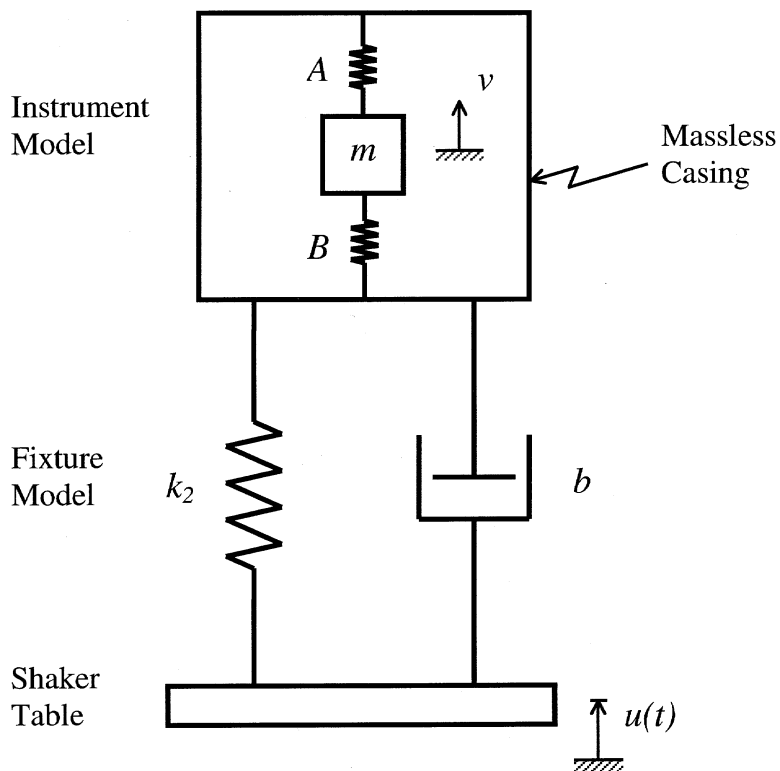 A
v
Instrument
Model
m
Massless
Casing
B
Fixture
Model
k₂
b
Shaker
Table
u(t)